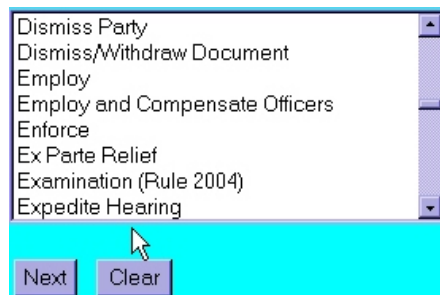 Dismiss Party
Dismiss/Withdraw Document
Employ
Employ and Compensate Officers
Enforce
Ex Parte Relief
Examination (Rule 2004)
Expedite Hearing
Next Clear